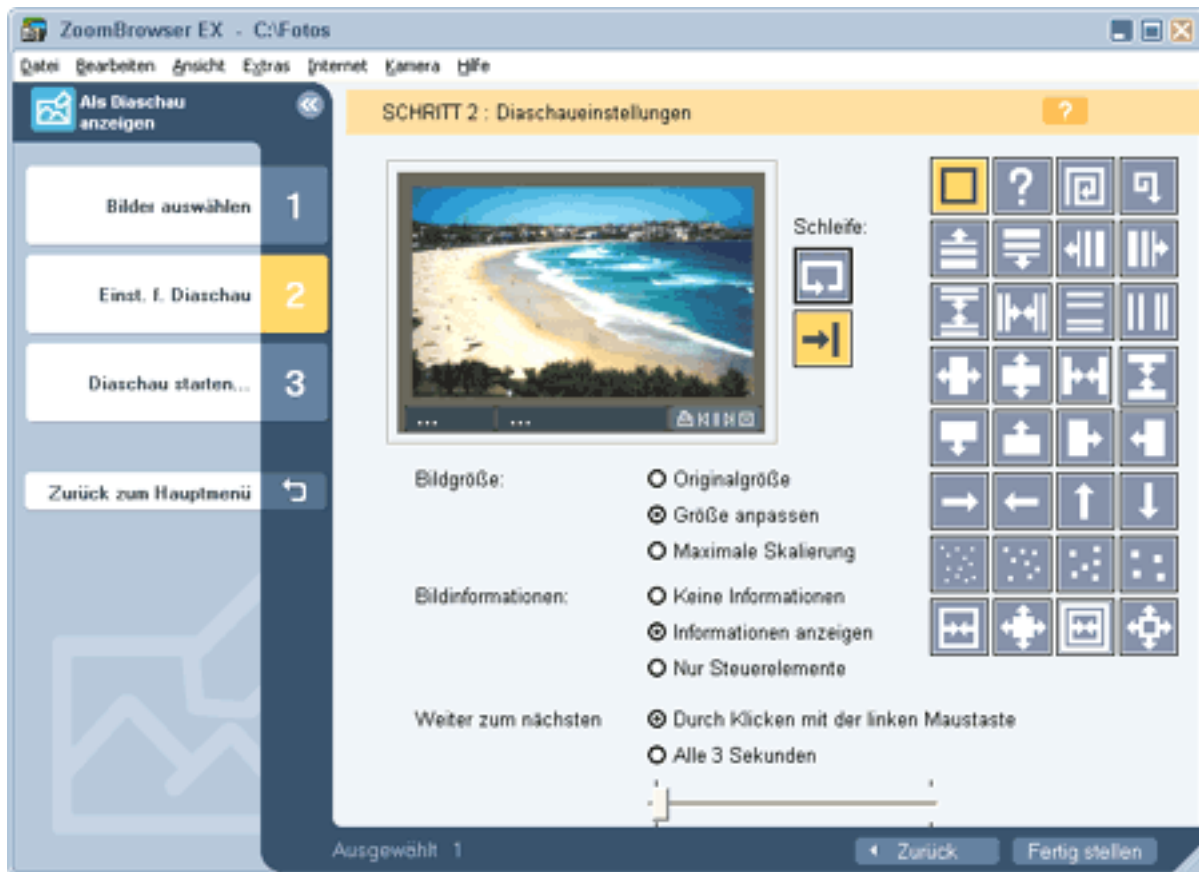 ZoomBrowser EX - C:\Fotos
Datei Bearbeiten Ansicht Extras Internet Kamera Hilfe
Als Diaschau
anzeigen
SCHRITT 2 : Diaschaueinstellungen
?
Bilder auswählen 1
Einst. f. Diaschau 2
Diaschau starten... 3
Zurück zum Hauptmenü
Schleife:
?
... ...
Bildgröße:
Originalgröße
Größe anpassen
Maximale Skalierung
Bildinformationen:
Keine Informationen
Informationen anzeigen
Nur Steuerelemente
Weiter zum nächsten
Durch Klicken mit der linken Maustaste
Alle 3 Sekunden
Ausgewählt 1
Zurück
Fertig stellen